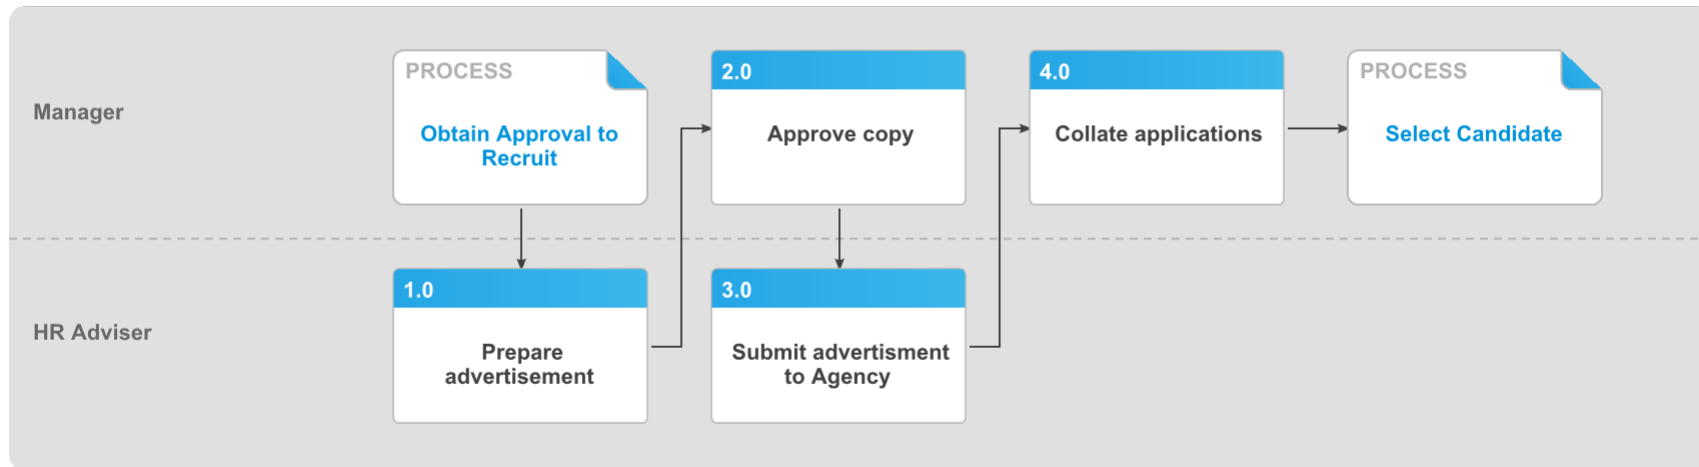 Manager
PROCESS
Obtain Approval to
Recruit
2.0
Approve copy
4.0
Collate applications
PROCESS
Select Candidate
HR Adviser
1.0
Prepare
advertisement
3.0
Submit advertisment
to Agency